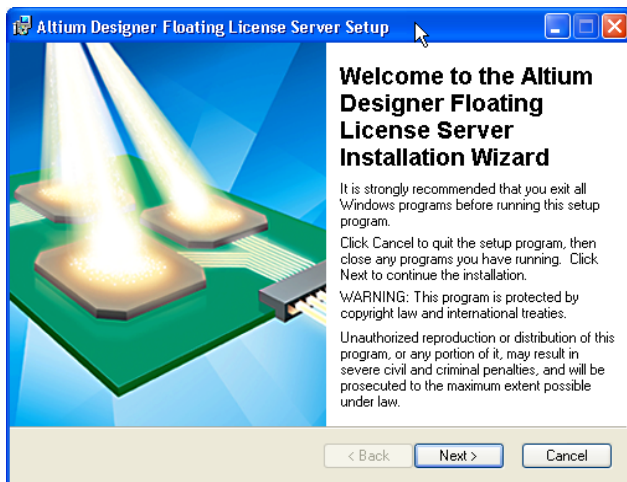 Altium Designer Floating License Server Setup
Welcome to the Altium
Designer Floating
License Server
Installation Wizard
It is strongly recommended that you exit all
Windows programs before running this setup
program.
Click Cancel to quit the setup program, then
close any programs you have running.  Click
Next to continue the installation.
WARNING: This program is protected by
copyright law and international treaties.
Unauthorized reproduction or distribution of this
program, or any portion of it, may result in
severe civil and criminal penalties, and will be
prosecuted to the maximum extent possible
under law.
< Back Next > Cancel